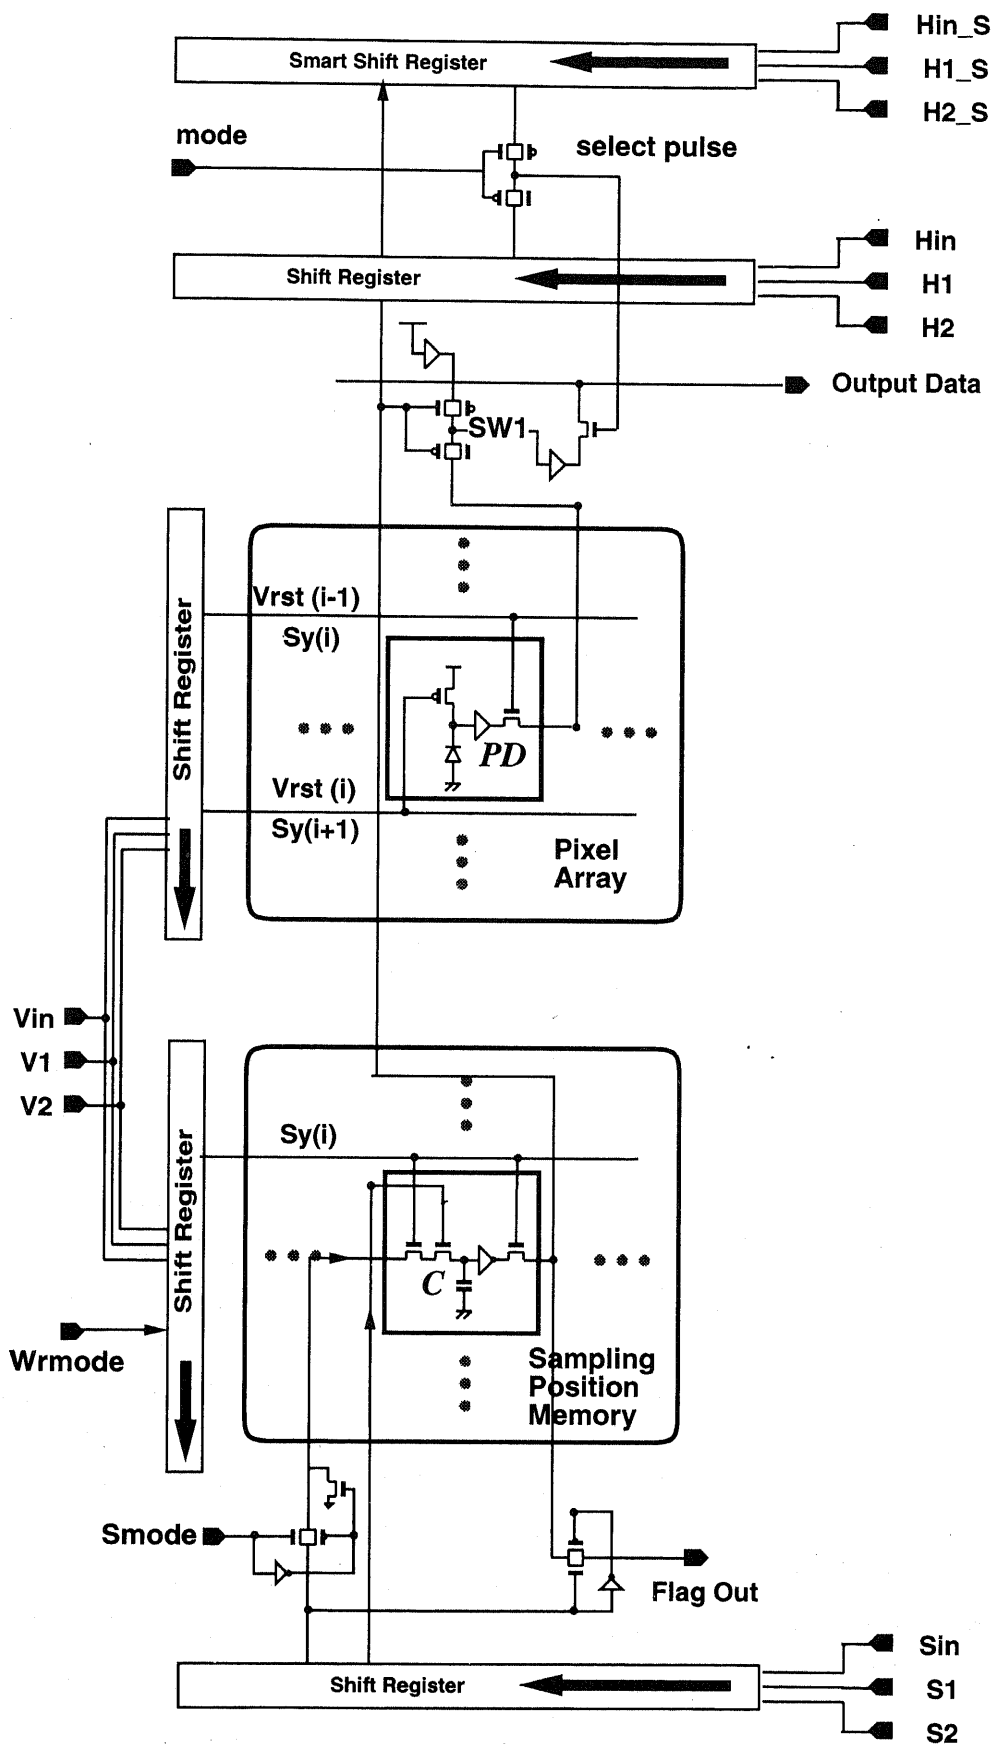 Hin_S
Smart Shift Register
H1_S
H2_S
mode
select pulse
Hin
Shift Register
H1
H2
Output Data
SW1
Vrst (i-1)
Sy(i)
Shift Register
PD
Vrst (i)
Sy(i+1)
Pixel
Array
Vin
V1
V2
Sy(i)
Shift Register
C
Wrmode
Sampling
Position
Memory
Smode
Flag Out
Sin
Shift Register
S1
S2